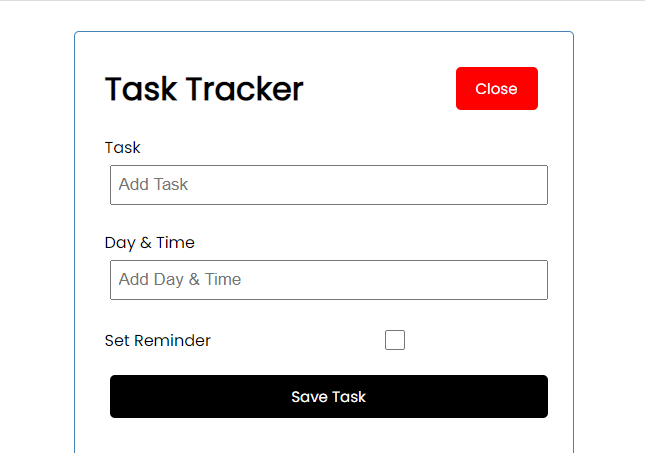 Task Tracker
Close
Task
Add Task
Day & Time
Add Day & Time
Set Reminder
Save Task